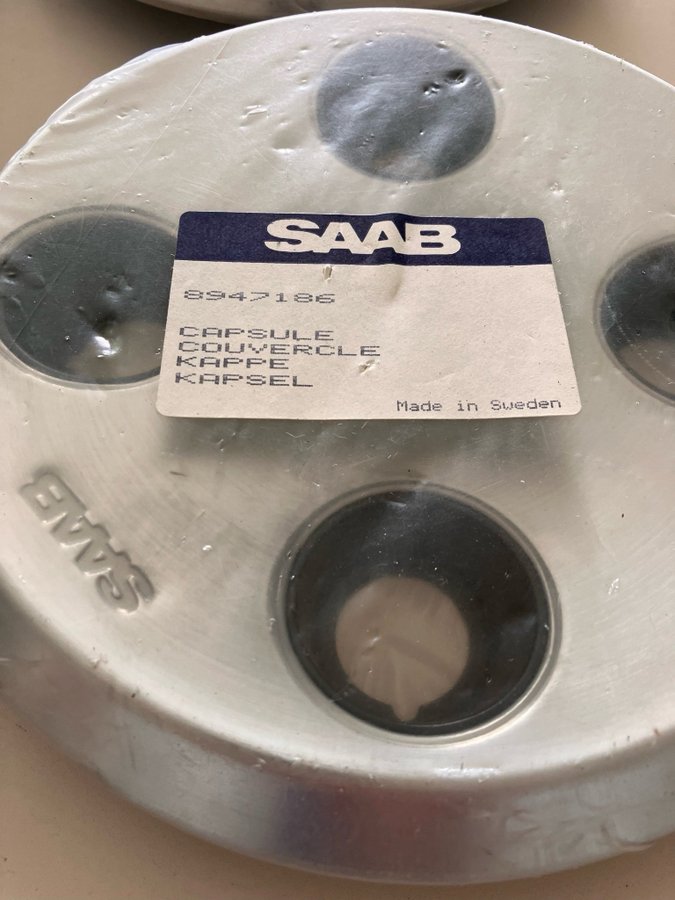 SAAB
8947186
CAPSULE
COUVERCLE
KAPPE
KAPSEL
Made in Sweden
SAAB